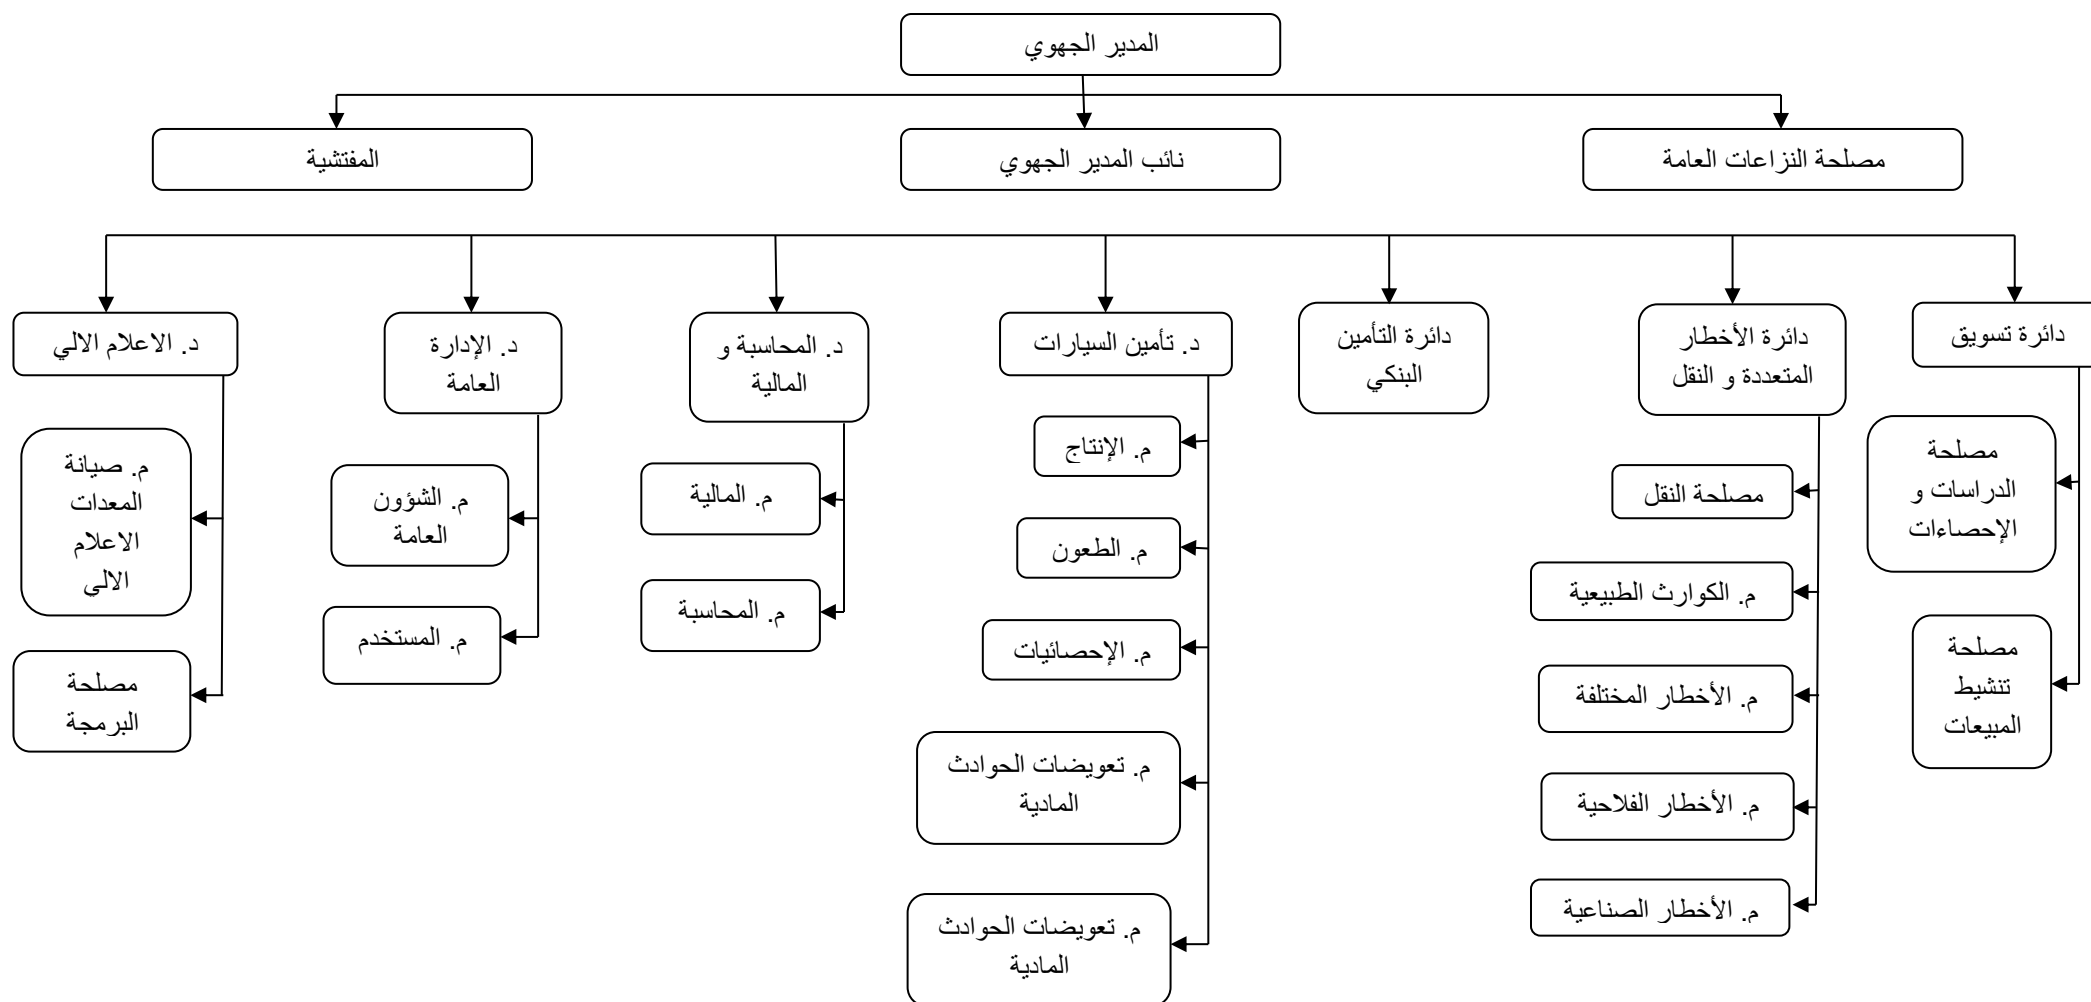 المدير الجهوي
مصلحة النزاعات العامة
نائب المدير الجهوي
المفتشية
دائرة تسويق
مصلحة
الدراسات و
الإحصاءات
مصلحة
تنشيط
المبيعات
دائرة الأخطار
المتعددة و النقل
مصلحة النقل
م. الكوارث الطبيعية
م. الأخطار المختلفة
م. الأخطار الفلاحية
م. الأخطار الصناعية
دائرة التأمين
البنكي
د. تأمين السيارات
م. الإنتاج
م. الطعون
م. الإحصائيات
م. تعويضات الحوادث
المادية
م. تعويضات الحوادث
المادية
د. المحاسبة و
المالية
م. المالية
م. المحاسبة
د. الإدارة
العامة
م. الشؤون
العامة
م. المستخدم
د. الاعلام الالي
م. صيانة
المعدات
الاعلام
الالي
مصلحة
البرمجة